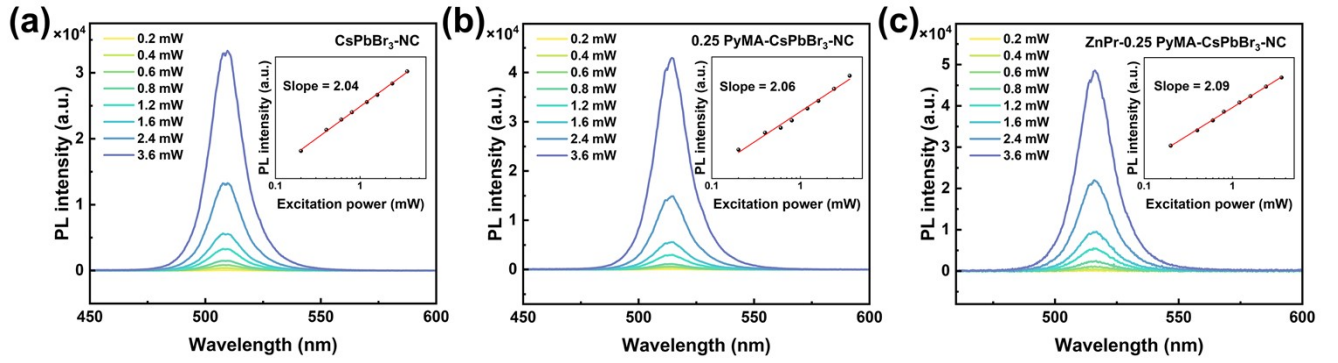 (a)
×10⁴
CsPbBr₃-NC
0.2 mW
0.4 mW
0.6 mW
0.8 mW
1.2 mW
1.6 mW
2.4 mW
3.6 mW
PL intensity (a.u.)
3
2
1
0
450
500
550
600
Wavelength (nm)
Slope = 2.04
PL intensity (a.u.)
0.1
1
Excitation power (mW)
(b)
×10⁴
0.25 PyMA-CsPbBr₃-NC
0.2 mW
0.4 mW
0.6 mW
0.8 mW
1.2 mW
1.6 mW
2.4 mW
3.6 mW
PL intensity (a.u.)
4
3
2
1
0
450
500
550
600
Wavelength (nm)
Slope = 2.06
PL intensity (a.u.)
0.1
1
Excitation power (mW)
(c)
×10⁴
ZnPr-0.25 PyMA-CsPbBr₃-NC
0.2 mW
0.4 mW
0.6 mW
0.8 mW
1.2 mW
1.6 mW
2.4 mW
3.6 mW
PL intensity (a.u.)
5
4
3
2
1
0
500
550
600
Wavelength (nm)
Slope = 2.09
PL intensity (a.u.)
0.1
1
Excitation power (mW)